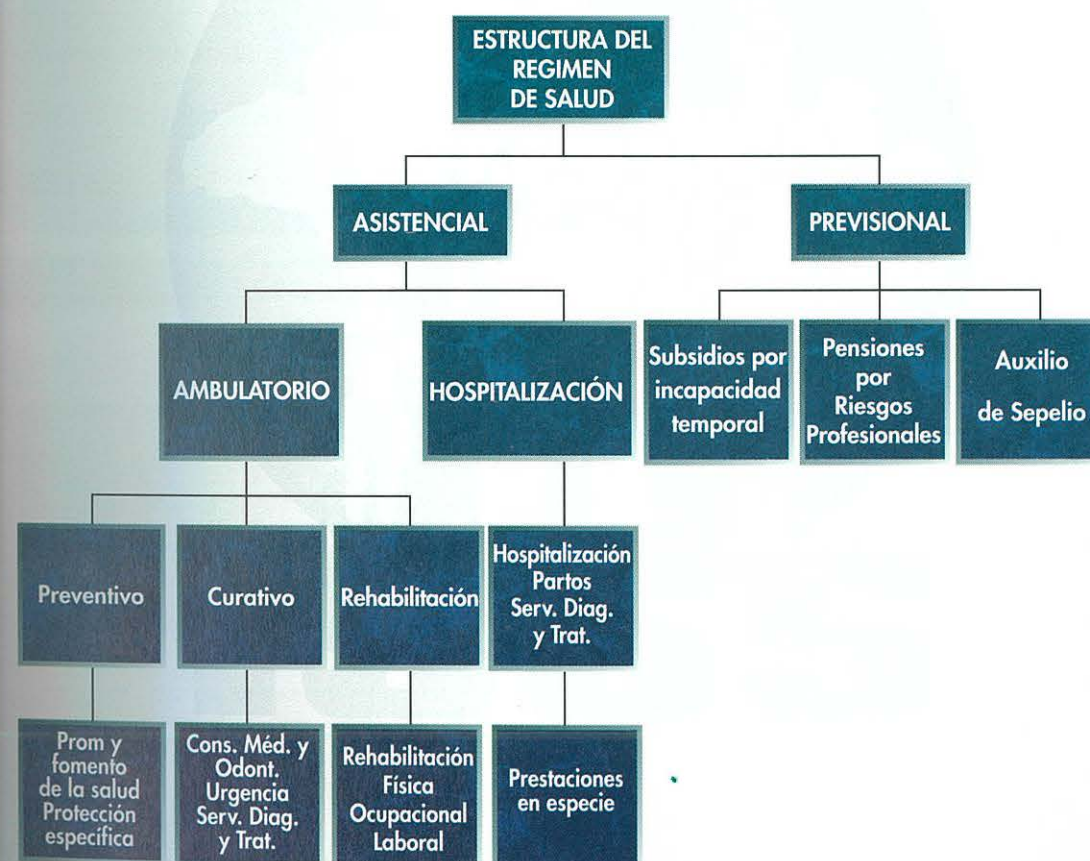 ESTRUCTURA DEL
REGIMEN
DE SALUD
ASISTENCIAL
PREVISIONAL
AMBULATORIO
HOSPITALIZACIÓN
Subsidios por
incapacidad
temporal
Pensiones
por
Riesgos
Profesionales
Auxilio
de Sepelio
Preventivo
Curativo
Rehabilitación
Hospitalización
Partos
Serv. Diag.
y Trat.
Prom y
fomento
de la salud
Protección
específica
Cons. Méd. y
Odont.
Urgencia
Serv. Diag.
y Trat.
Rehabilitación
Física
Ocupacional
Laboral
Prestaciones
en especie